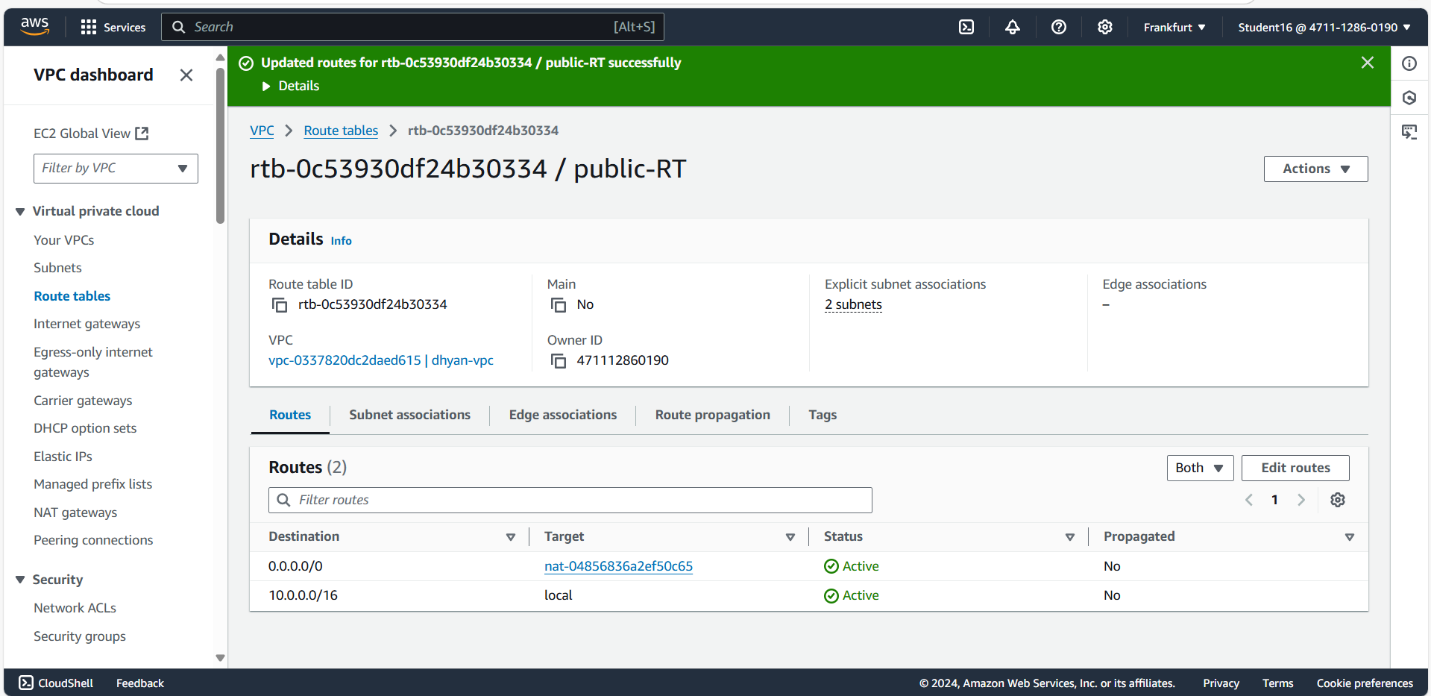 aws
Services
Search [Alt+S]
Frankfurt
Student16 @ 4711-1286-0190
VPC dashboard
EC2 Global View
Filter by VPC
Virtual private cloud
Your VPCs
Subnets
Route tables
Internet gateways
Egress-only internet
gateways
Carrier gateways
DHCP option sets
Elastic IPs
Managed prefix lists
NAT gateways
Peering connections
Security
Network ACLs
Security groups
Updated routes for rtb-0c53930df24b30334 / public-RT successfully
Details
VPC > Route tables > rtb-0c53930df24b30334
rtb-0c53930df24b30334 / public-RT
Actions
Details Info
Route table ID
rtb-0c53930df24b30334
Main
No
Explicit subnet associations
2 subnets
Edge associations
–
VPC
vpc-0337820dc2daed615 | dhyan-vpc
Owner ID
471112860190
Routes Subnet associations Edge associations Route propagation Tags
Routes (2)
Both Edit routes
Filter routes
1
Destination Target Status Propagated
0.0.0.0/0 nat-04856836a2ef50c65 Active No
10.0.0.0/16 local Active No
CloudShell Feedback © 2024, Amazon Web Services, Inc. or its affiliates. Privacy Terms Cookie preferences